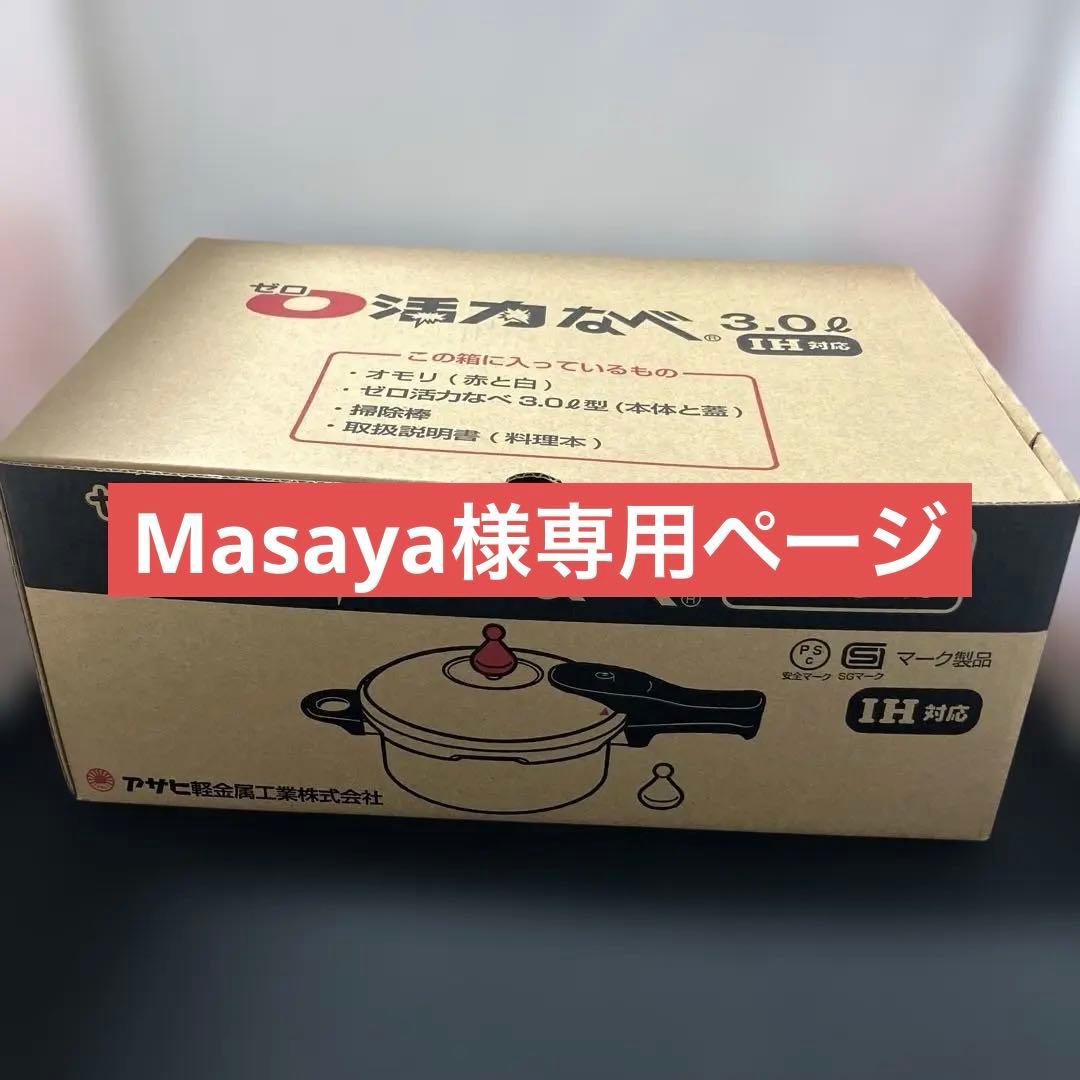 ゼロ
活力なべ® 3.0ℓ
IH対応
この箱に入っているもの
・オモリ(赤と白)
・ゼロ活力なべ3.0ℓ型(本体と蓋)
・掃除棒
・取扱説明書(料理本)
Masaya様専用ページ
PSC
安全マーク
SG
SGマーク
マーク製品
IH対応
アサヒ軽金属工業株式会社